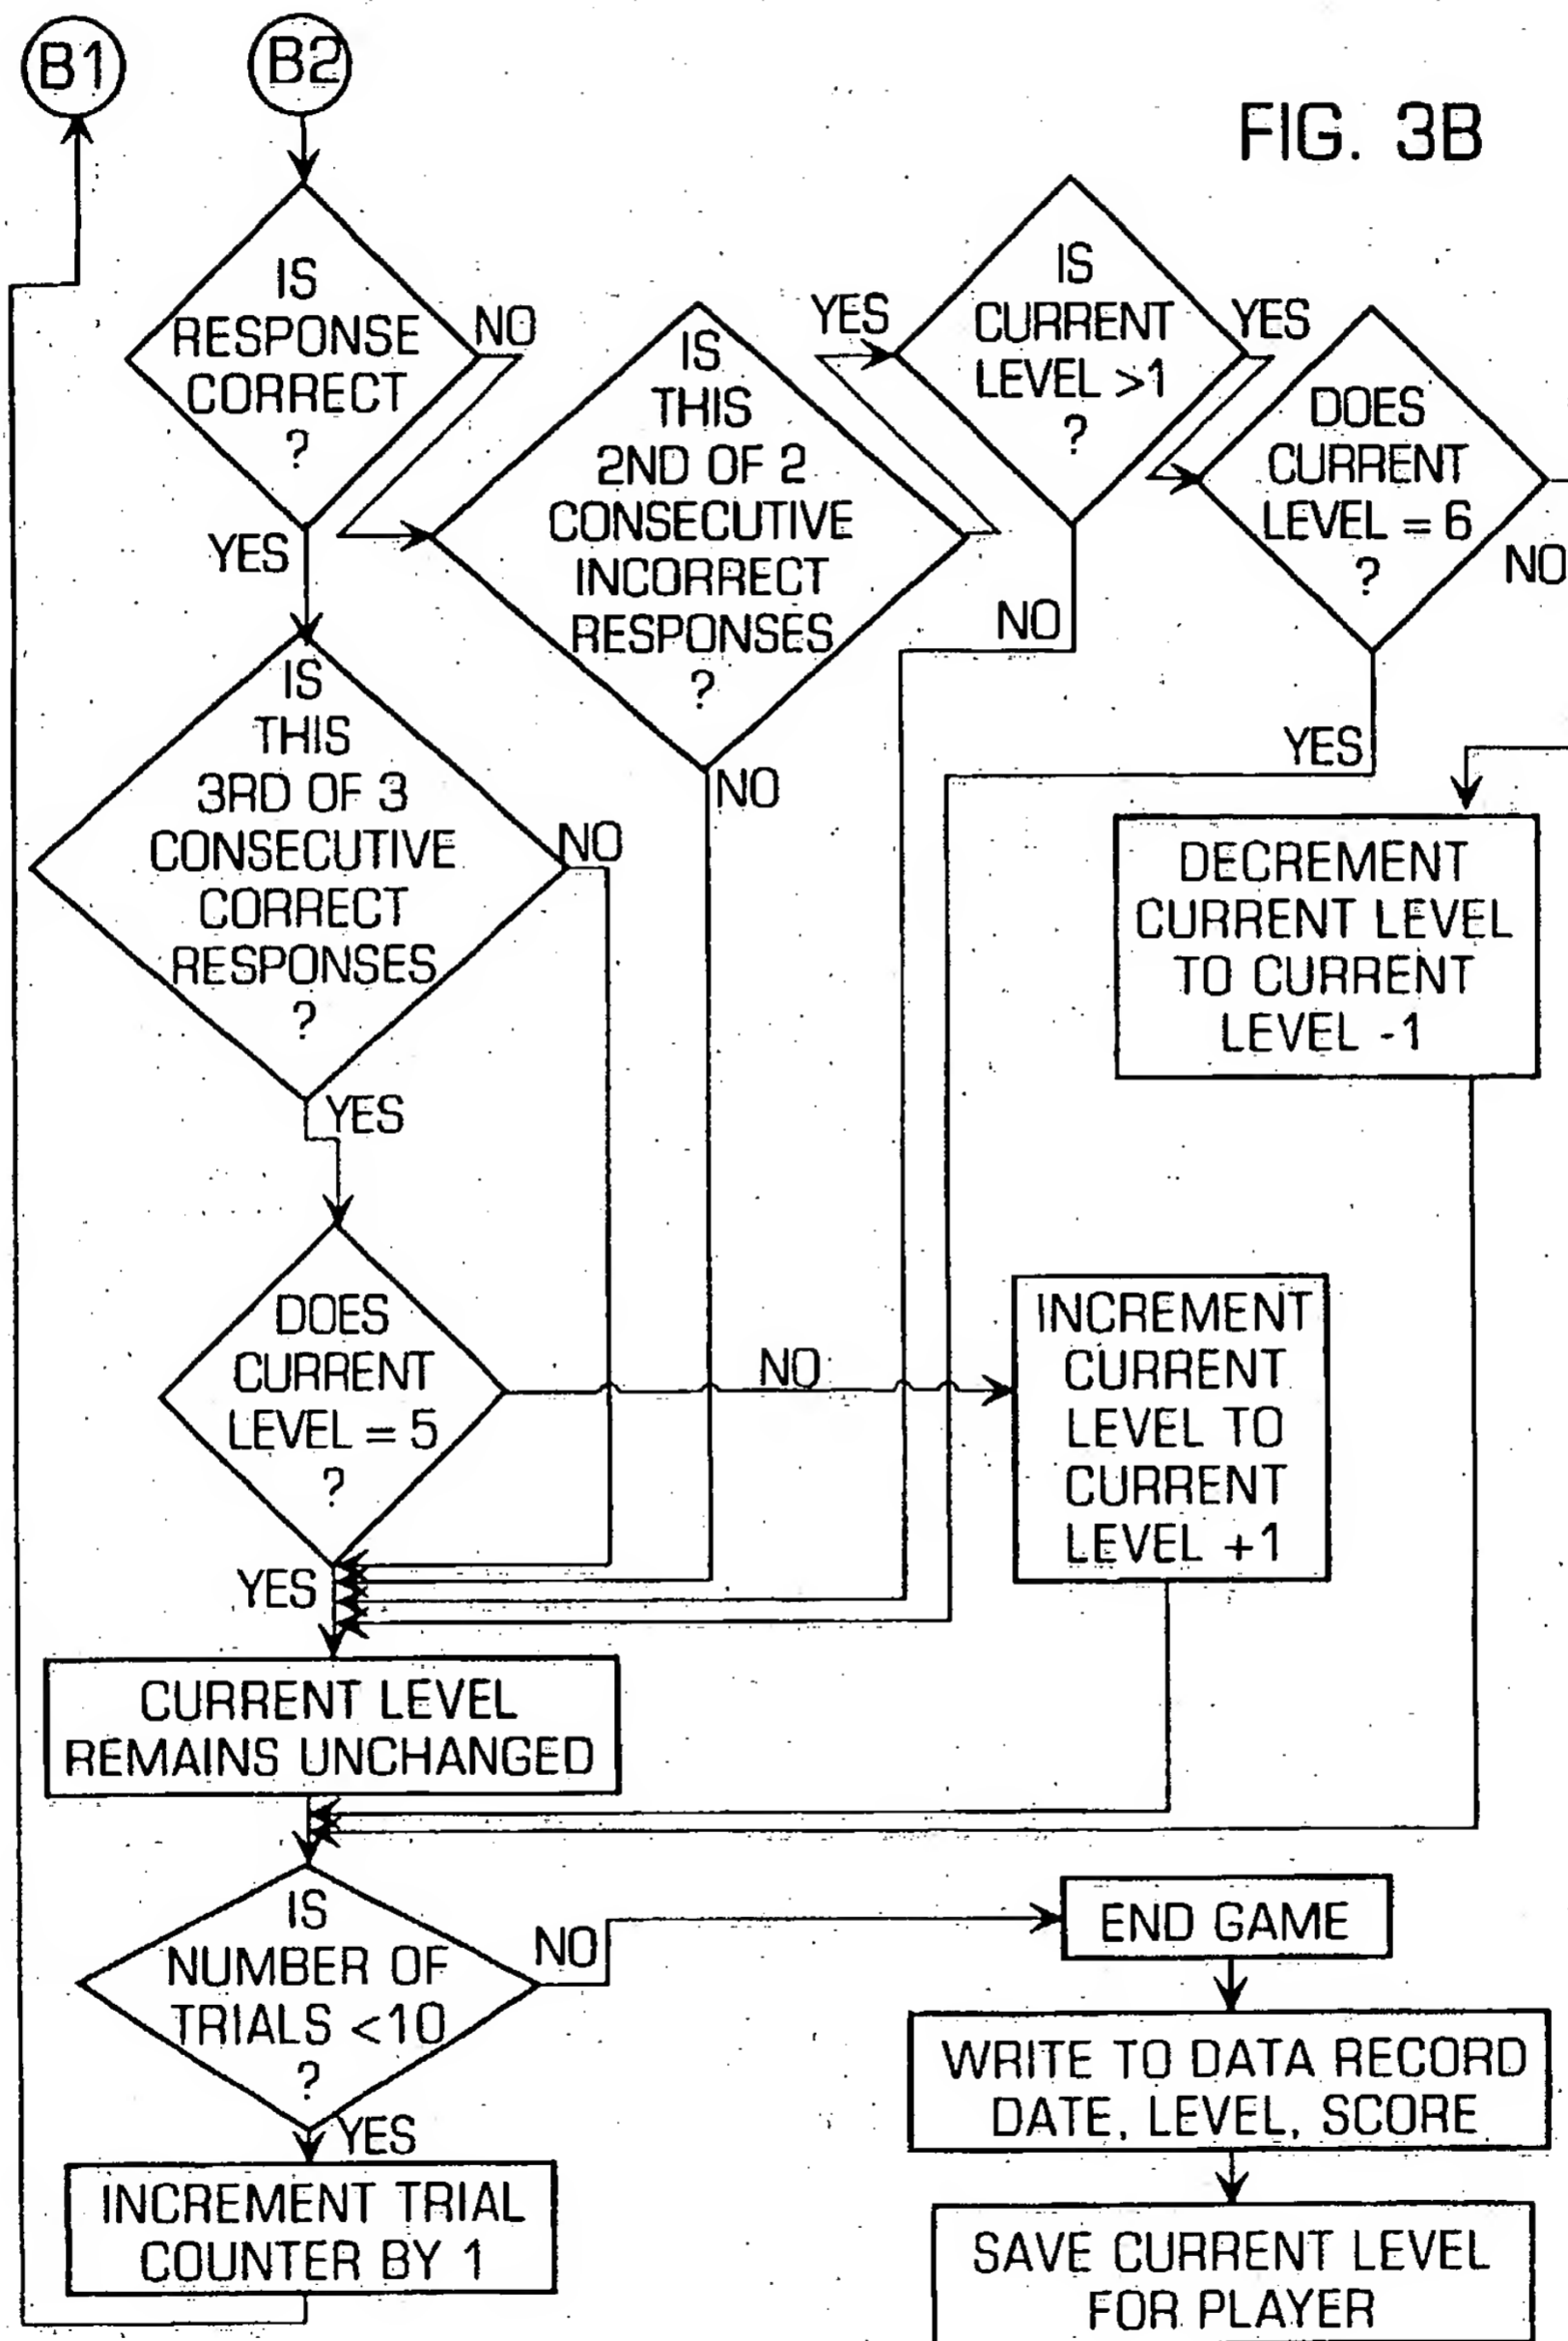 B1
B2
FIG. 3B
IS
RESPONSE
CORRECT
?
NO
YES
IS
THIS
2ND OF 2
CONSECUTIVE
INCORRECT
RESPONSES
?
YES
NO
IS
CURRENT
LEVEL >1
?
YES
NO
DOES
CURRENT
LEVEL = 6
?
NO
YES
DECREMENT
CURRENT LEVEL
TO CURRENT
LEVEL -1
IS
THIS
3RD OF 3
CONSECUTIVE
CORRECT
RESPONSES
?
NO
YES
DOES
CURRENT
LEVEL = 5
?
NO
YES
INCREMENT
CURRENT
LEVEL TO
CURRENT
LEVEL +1
CURRENT LEVEL
REMAINS UNCHANGED
IS
NUMBER OF
TRIALS <10
?
NO
YES
END GAME
WRITE TO DATA RECORD
DATE, LEVEL, SCORE
INCREMENT TRIAL
COUNTER BY 1
SAVE CURRENT LEVEL
FOR PLAYER